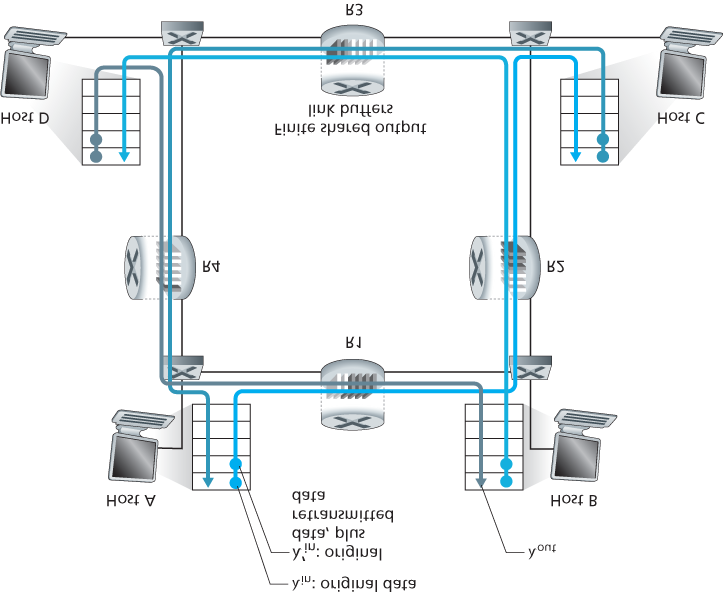 λin: original data
λ'in: original
data, plus
retransmitted
data
λout
Host A
Host B
R1
R4
R2
Finite shared output
link buffers
Host D
Host C
R3